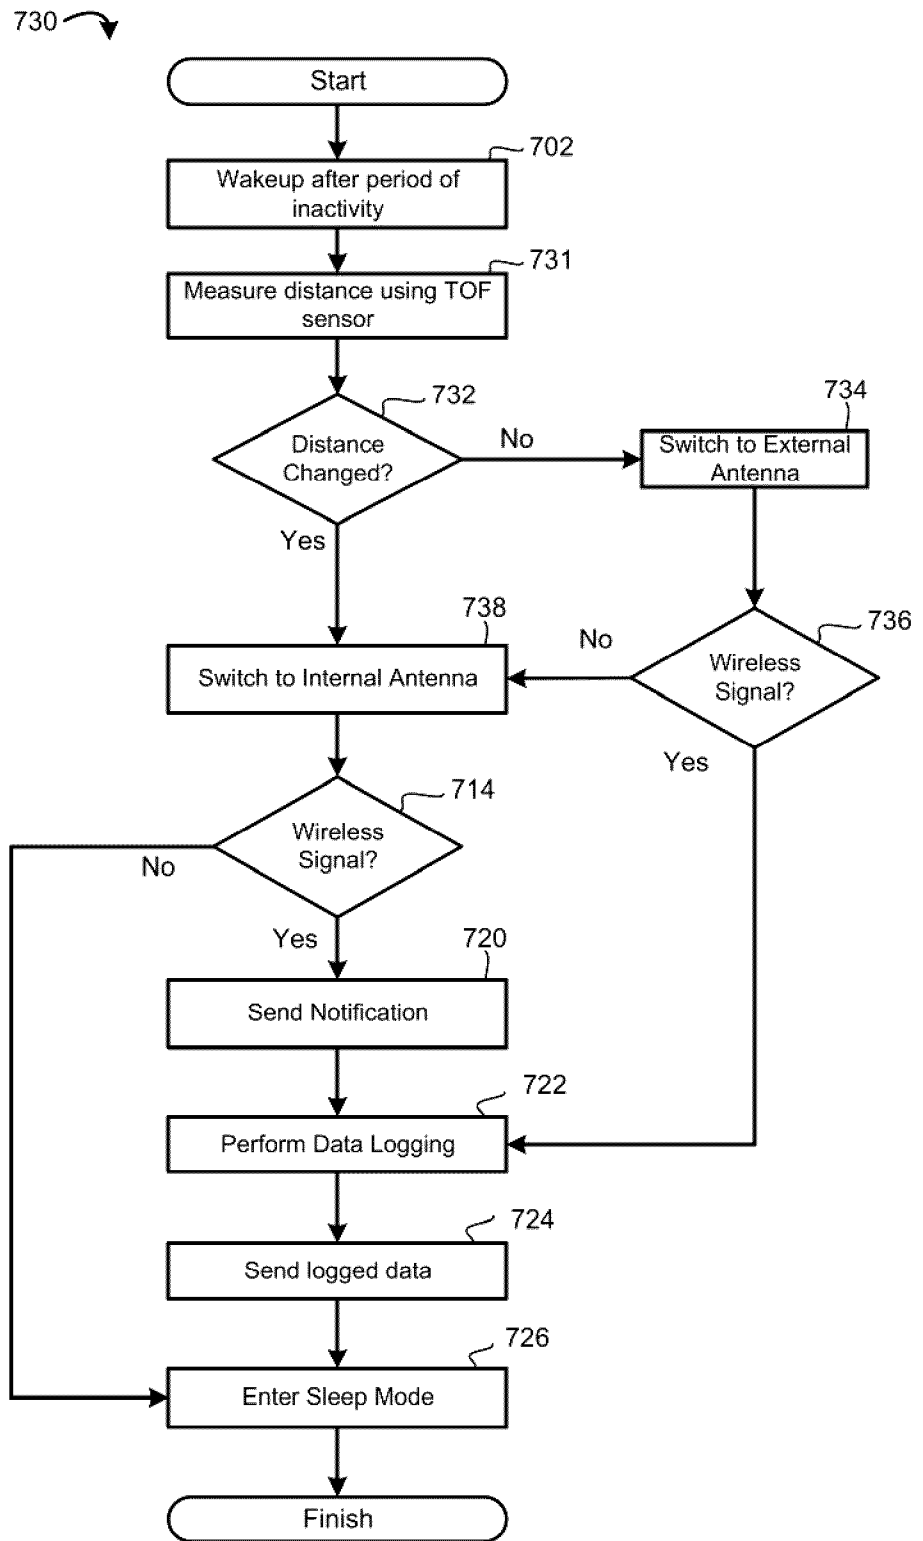 730
Start
702
Wakeup after period of
inactivity
731
Measure distance using TOF
sensor
732
Distance
Changed?
No
Yes
734
Switch to External
Antenna
736
Wireless
Signal?
No
Yes
738
Switch to Internal Antenna
714
Wireless
Signal?
No
Yes
720
Send Notification
722
Perform Data Logging
724
Send logged data
726
Enter Sleep Mode
Finish